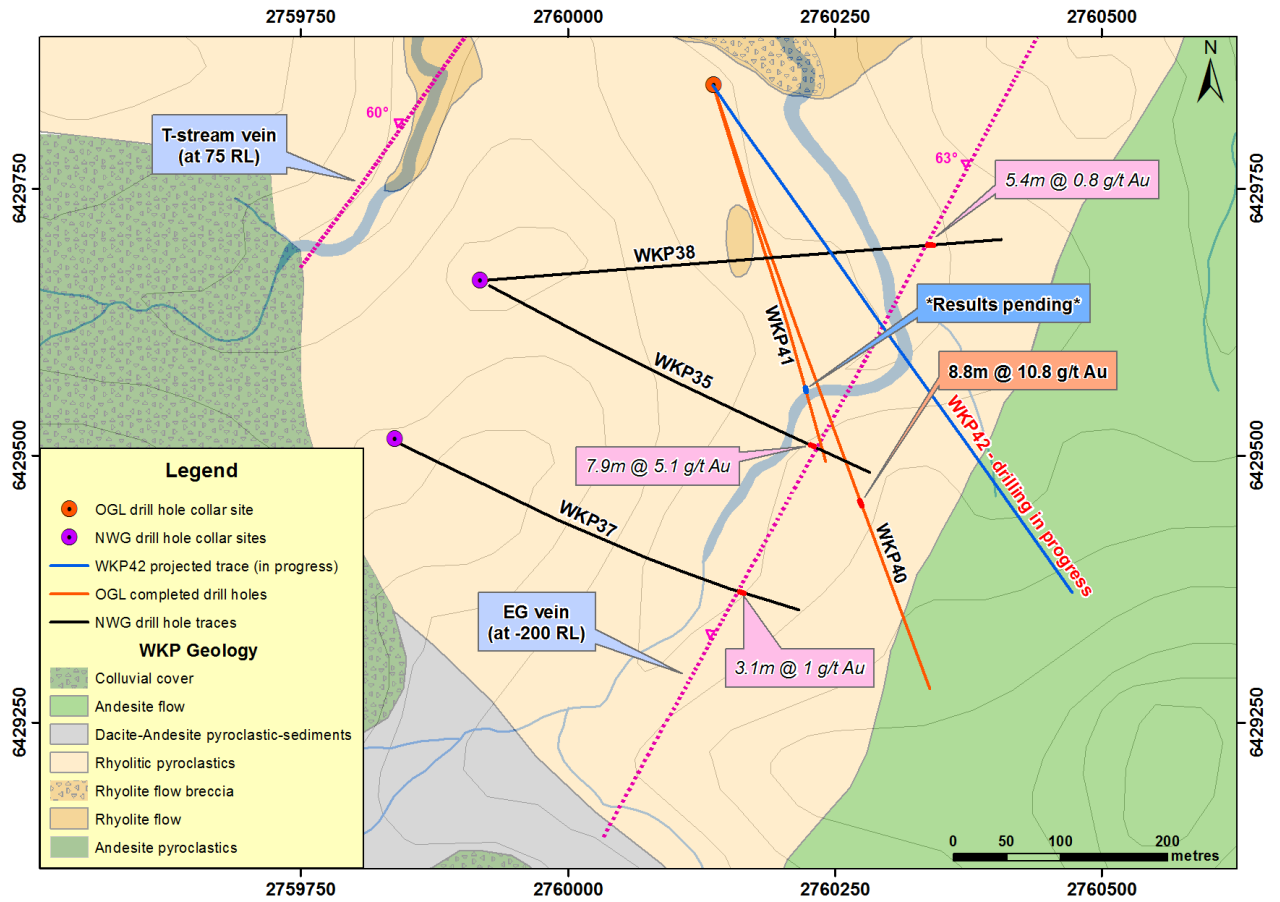 2759750
2760000
2760250
2760500
N
60°
T-stream vein
(at 75 RL)
63°
5.4m @ 0.8 g/t Au
6429750
6429750
WKP38
*Results pending*
WKP41
8.8m @ 10.8 g/t Au
WKP35
WKP42 - drilling in progress
6429500
7.9m @ 5.1 g/t Au
WKP37
WKP40
EG vein
(at -200 RL)
3.1m @ 1 g/t Au
6429250
6429250
Legend
OGL drill hole collar site
NWG drill hole collar sites
WKP42 projected trace (in progress)
OGL completed drill holes
NWG drill hole traces
WKP Geology
Colluvial cover
Andesite flow
Dacite-Andesite pyroclastic-sediments
Rhyolitic pyroclastics
Rhyolite flow breccia
Rhyolite flow
Andesite pyroclastics
6429500
0
50
100
200
metres
2759750
2760000
2760250
2760500